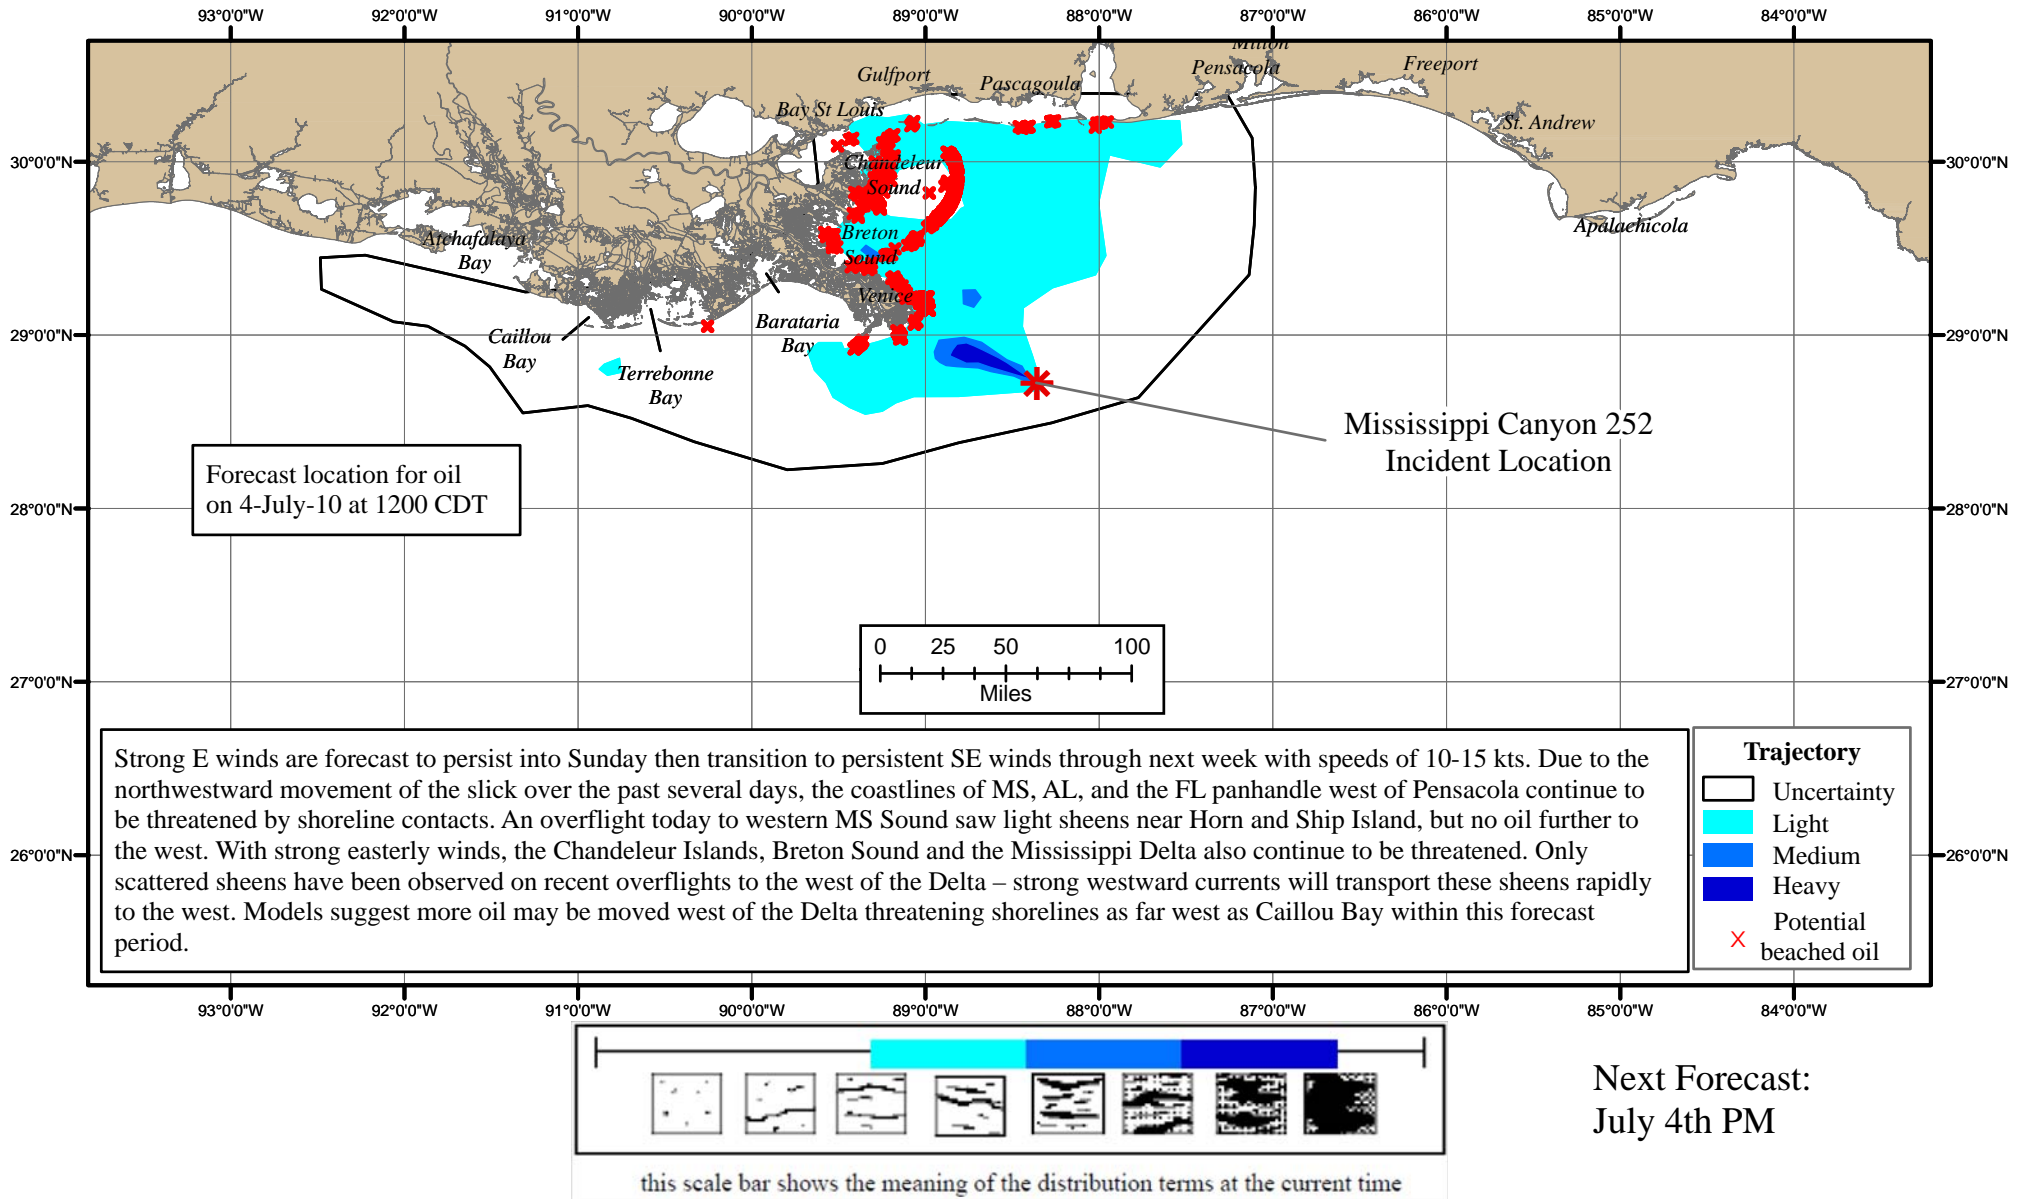 93°0'0"W 92°0'0"W 91°0'0"W 90°0'0"W 89°0'0"W 88°0'0"W 87°0'0"W 86°0'0"W 85°0'0"W 84°0'0"W
Milton
Gulfport
Pascagoula
Pensacola
Freeport
Bay St Louis
St. Andrew
30°0'0"N
30°0'0"N
Chandeleur
Sound
Apalachicola
Breton
Sound
Atchafalaya
Bay
Venice
29°0'0"N
29°0'0"N
Caillou
Bay
Barataria
Bay
Terrebonne
Bay
Mississippi Canyon 252
Incident Location
Forecast location for oil
on 4-July-10 at 1200 CDT
28°0'0"N
28°0'0"N
0 25 50 100
Miles
27°0'0"N
27°0'0"N
Strong E winds are forecast to persist into Sunday then transition to persistent SE winds through next week with speeds of 10-15 kts. Due to the
northwestward movement of the slick over the past several days, the coastlines of MS, AL, and the FL panhandle west of Pensacola continue to
be threatened by shoreline contacts. An overflight today to western MS Sound saw light sheens near Horn and Ship Island, but no oil further to
the west. With strong easterly winds, the Chandeleur Islands, Breton Sound and the Mississippi Delta also continue to be threatened. Only
scattered sheens have been observed on recent overflights to the west of the Delta – strong westward currents will transport these sheens rapidly
to the west. Models suggest more oil may be moved west of the Delta threatening shorelines as far west as Caillou Bay within this forecast
period.
26°0'0"N
26°0'0"N
Trajectory
Uncertainty
Light
Medium
Heavy
Potential
beached oil
93°0'0"W 92°0'0"W 91°0'0"W 90°0'0"W 89°0'0"W 88°0'0"W 87°0'0"W 86°0'0"W 85°0'0"W 84°0'0"W
Next Forecast:
July 4th PM
this scale bar shows the meaning of the distribution terms at the current time